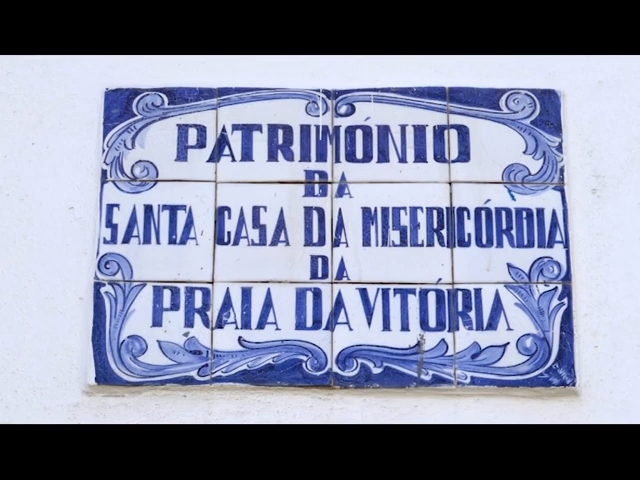 PATRIMÓNIO
DA
SANTA CASA DA MISERICÓRDIA
DA
PRAIA DA VITÓRIA